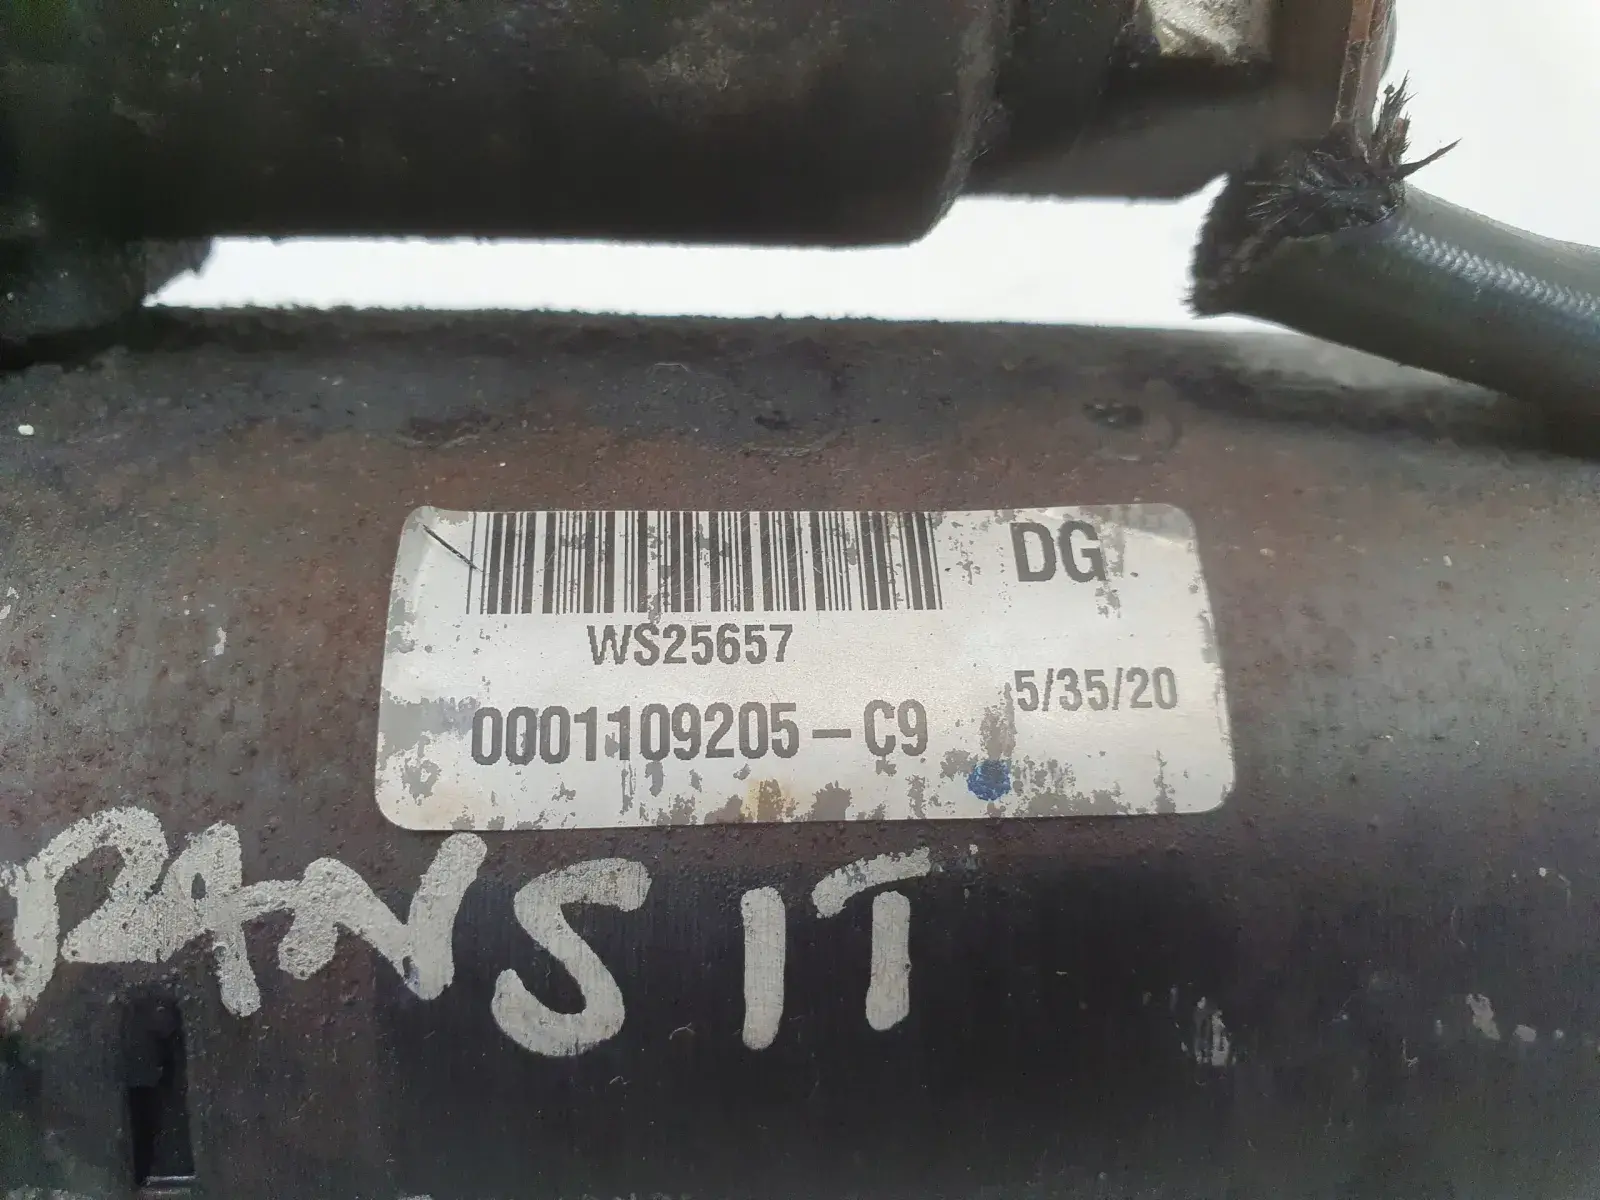 DG
WS25657
5/35/20
0001109205-C9
RANSIT